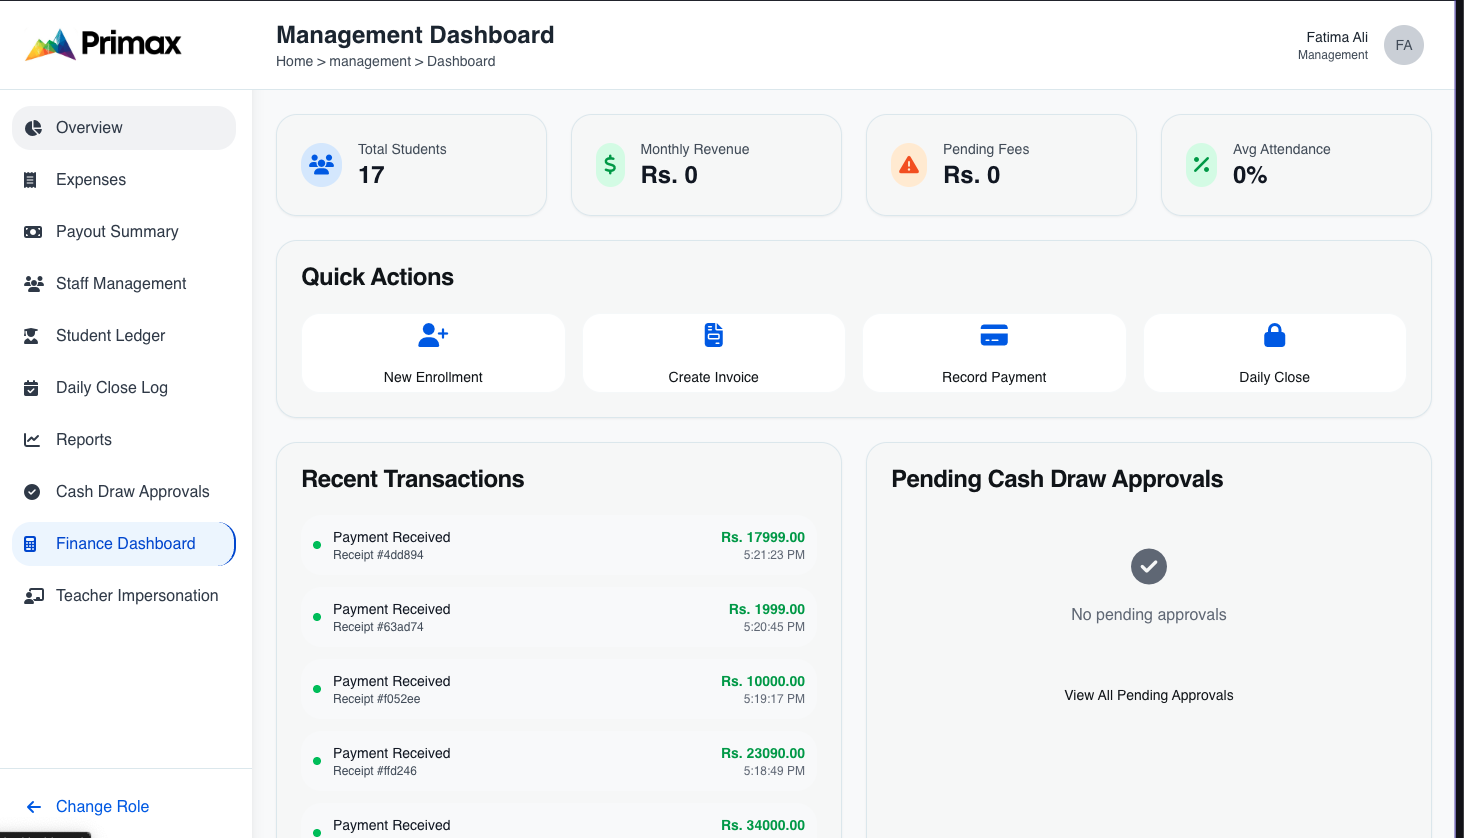 Primax
Management Dashboard
Home > management > Dashboard
Fatima Ali
Management
FA
Overview
Expenses
Payout Summary
Staff Management
Student Ledger
Daily Close Log
Reports
Cash Draw Approvals
Finance Dashboard
Teacher Impersonation
Change Role
Total Students
17
Monthly Revenue
Rs. 0
Pending Fees
Rs. 0
Avg Attendance
0%
Quick Actions
New Enrollment
Create Invoice
Record Payment
Daily Close
Recent Transactions
Payment Received Rs. 17999.00
Receipt #4dd894 5:21:23 PM
Payment Received Rs. 1999.00
Receipt #63ad74 5:20:45 PM
Payment Received Rs. 10000.00
Receipt #f052ee 5:19:17 PM
Payment Received Rs. 23090.00
Receipt #ffd246 5:18:49 PM
Payment Received Rs. 34000.00
Pending Cash Draw Approvals
No pending approvals
View All Pending Approvals